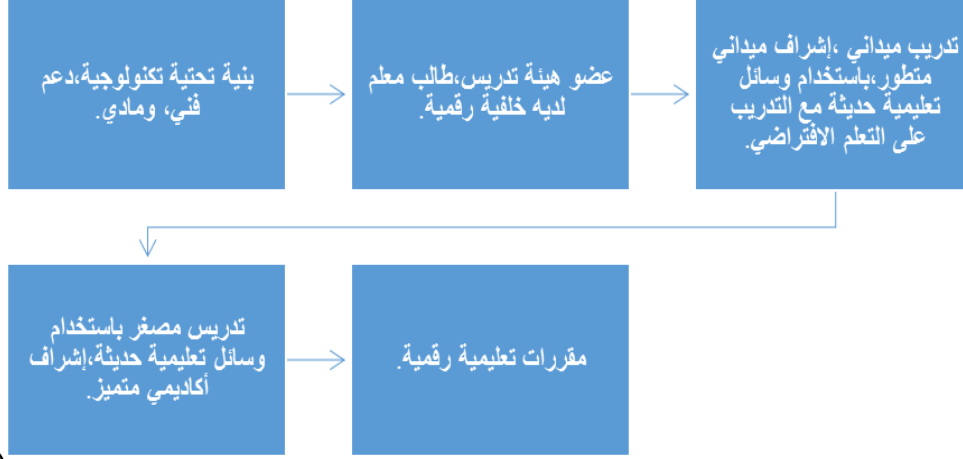 بنية تحتية تكنولوجية،دعم
فني، ومادي.
عضو هيئة تدريس،طالب معلم
لديه خلفية رقمية.
تدريب ميداني ،إشراف ميداني
متطور،باستخدام وسائل
تعليمية حديثة مع التدريب
على التعلم الافتراضي.
تدريس مصغر باستخدام
وسائل تعليمية حديثة،إشراف
أكاديمي متميز.
مقررات تعليمية رقمية.